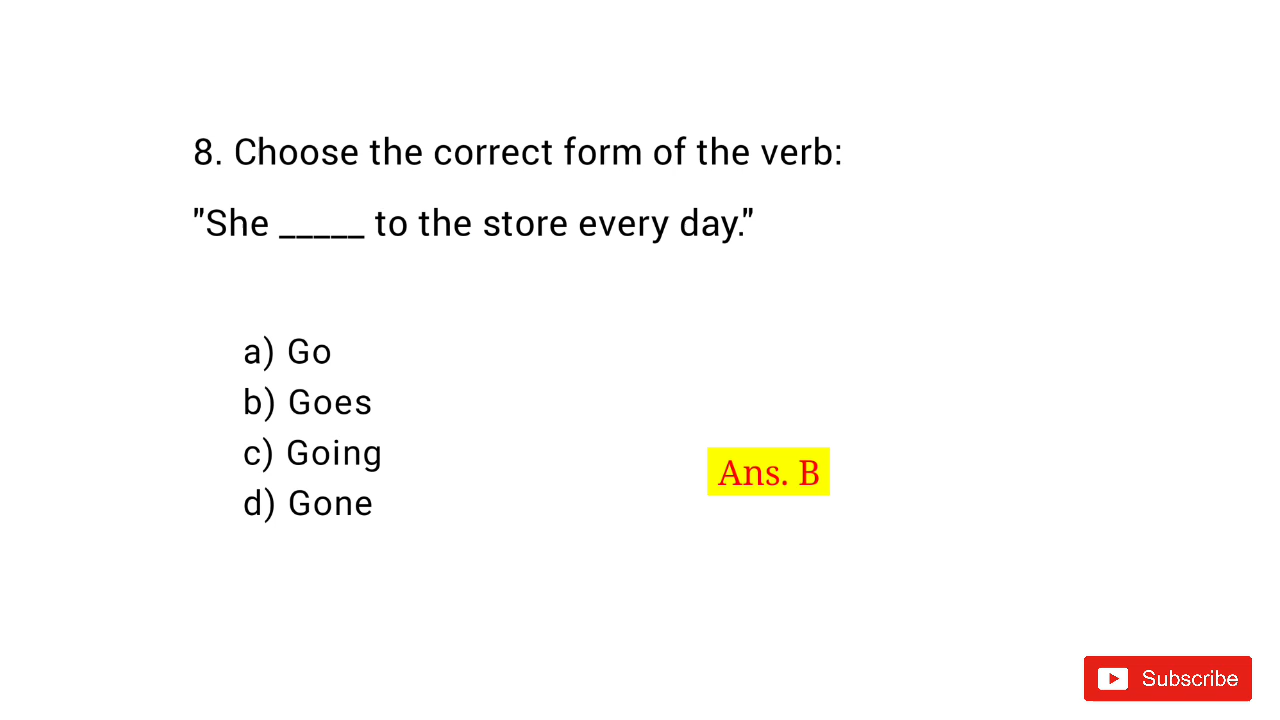 8. Choose the correct form of the verb:
"She _____ to the store every day."
a) Go
b) Goes
c) Going
d) Gone
Ans. B
Subscribe